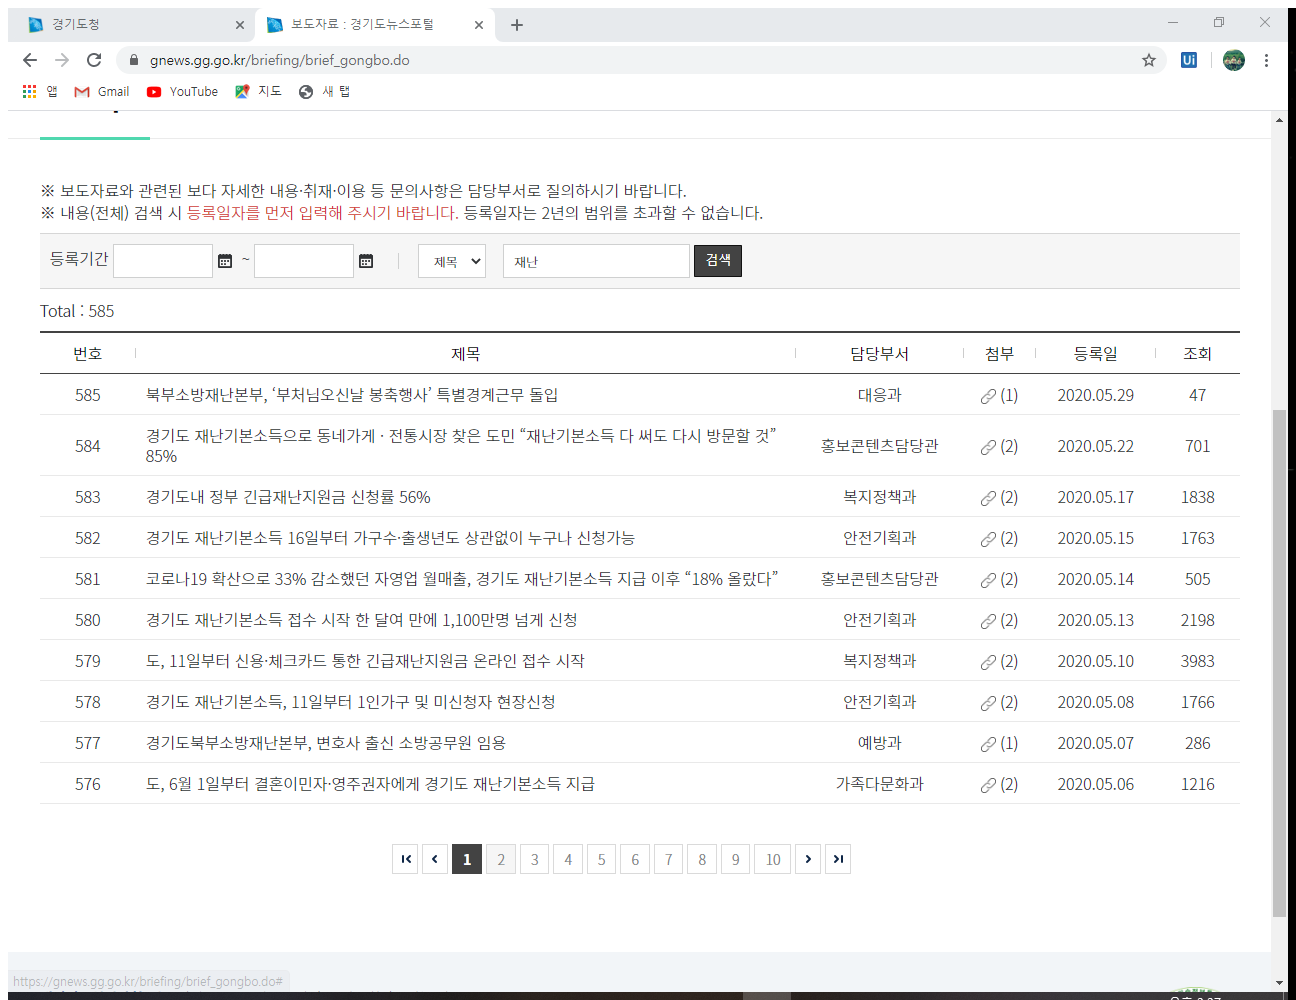 경기도청
보도자료 : 경기도뉴스포털
gnews.gg.go.kr/briefing/brief_gongbo.do
Ui
앱 Gmail YouTube 지도 새 탭
※ 보도자료와 관련된 보다 자세한 내용·취재·이용 등 문의사항은 담당부서로 질의하시기 바랍니다.
※ 내용(전체) 검색 시 등록일자를 먼저 입력해 주시기 바랍니다. 등록일자는 2년의 범위를 초과할 수 없습니다.
등록기간 ~ 제목 재난 검색
Total : 585
번호 제목 담당부서 첨부 등록일 조회
585 북부소방재난본부, ‘부처님오신날 봉축행사’ 특별경계근무 돌입 대응과 (1) 2020.05.29 47
584 경기도 재난기본소득으로 동네가게 · 전통시장 찾은 도민 “재난기본소득 다 써도 다시 방문할 것”
85% 홍보콘텐츠담당관 (2) 2020.05.22 701
583 경기도내 정부 긴급재난지원금 신청률 56% 복지정책과 (2) 2020.05.17 1838
582 경기도 재난기본소득 16일부터 가구수·출생년도 상관없이 누구나 신청가능 안전기획과 (2) 2020.05.15 1763
581 코로나19 확산으로 33% 감소했던 자영업 월매출, 경기도 재난기본소득 지급 이후 “18% 올랐다” 홍보콘텐츠담당관 (2) 2020.05.14 505
580 경기도 재난기본소득 접수 시작 한 달여 만에 1,100만명 넘게 신청 안전기획과 (2) 2020.05.13 2198
579 도, 11일부터 신용·체크카드 통한 긴급재난지원금 온라인 접수 시작 복지정책과 (2) 2020.05.10 3983
578 경기도 재난기본소득, 11일부터 1인가구 및 미신청자 현장신청 안전기획과 (2) 2020.05.08 1766
577 경기도북부소방재난본부, 변호사 출신 소방공무원 임용 예방과 (1) 2020.05.07 286
576 도, 6월 1일부터 결혼이민자·영주권자에게 경기도 재난기본소득 지급 가족다문화과 (2) 2020.05.06 1216
1 2 3 4 5 6 7 8 9 10
https://gnews.gg.go.kr/briefing/brief_gongbo.do#